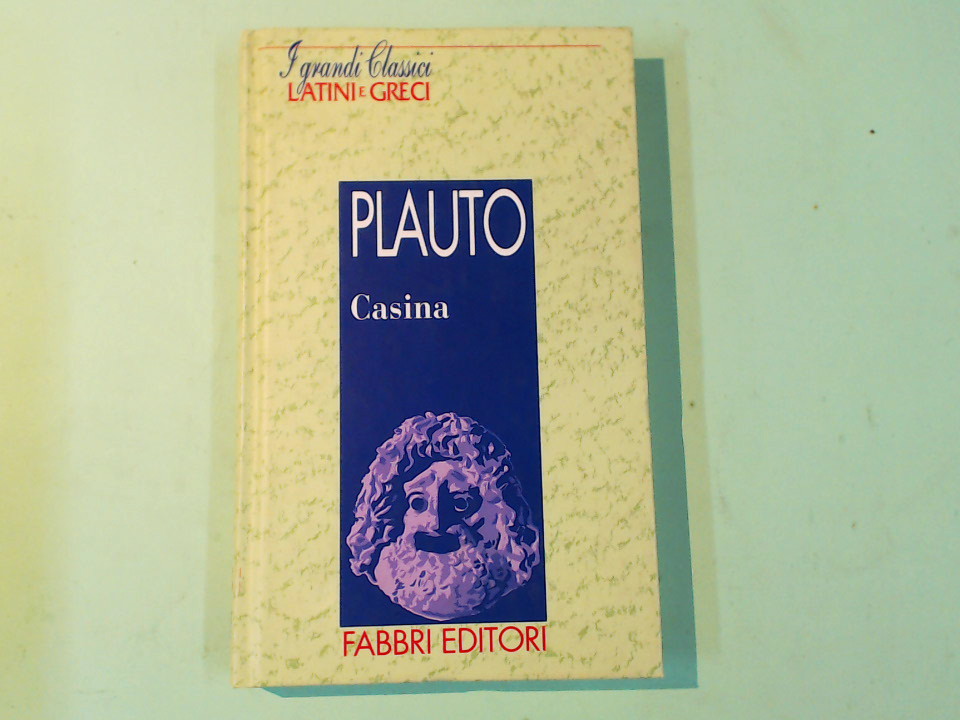 I grandi Classici
LATINI E GRECI
PLAUTO
Casina
FABBRI EDITORI